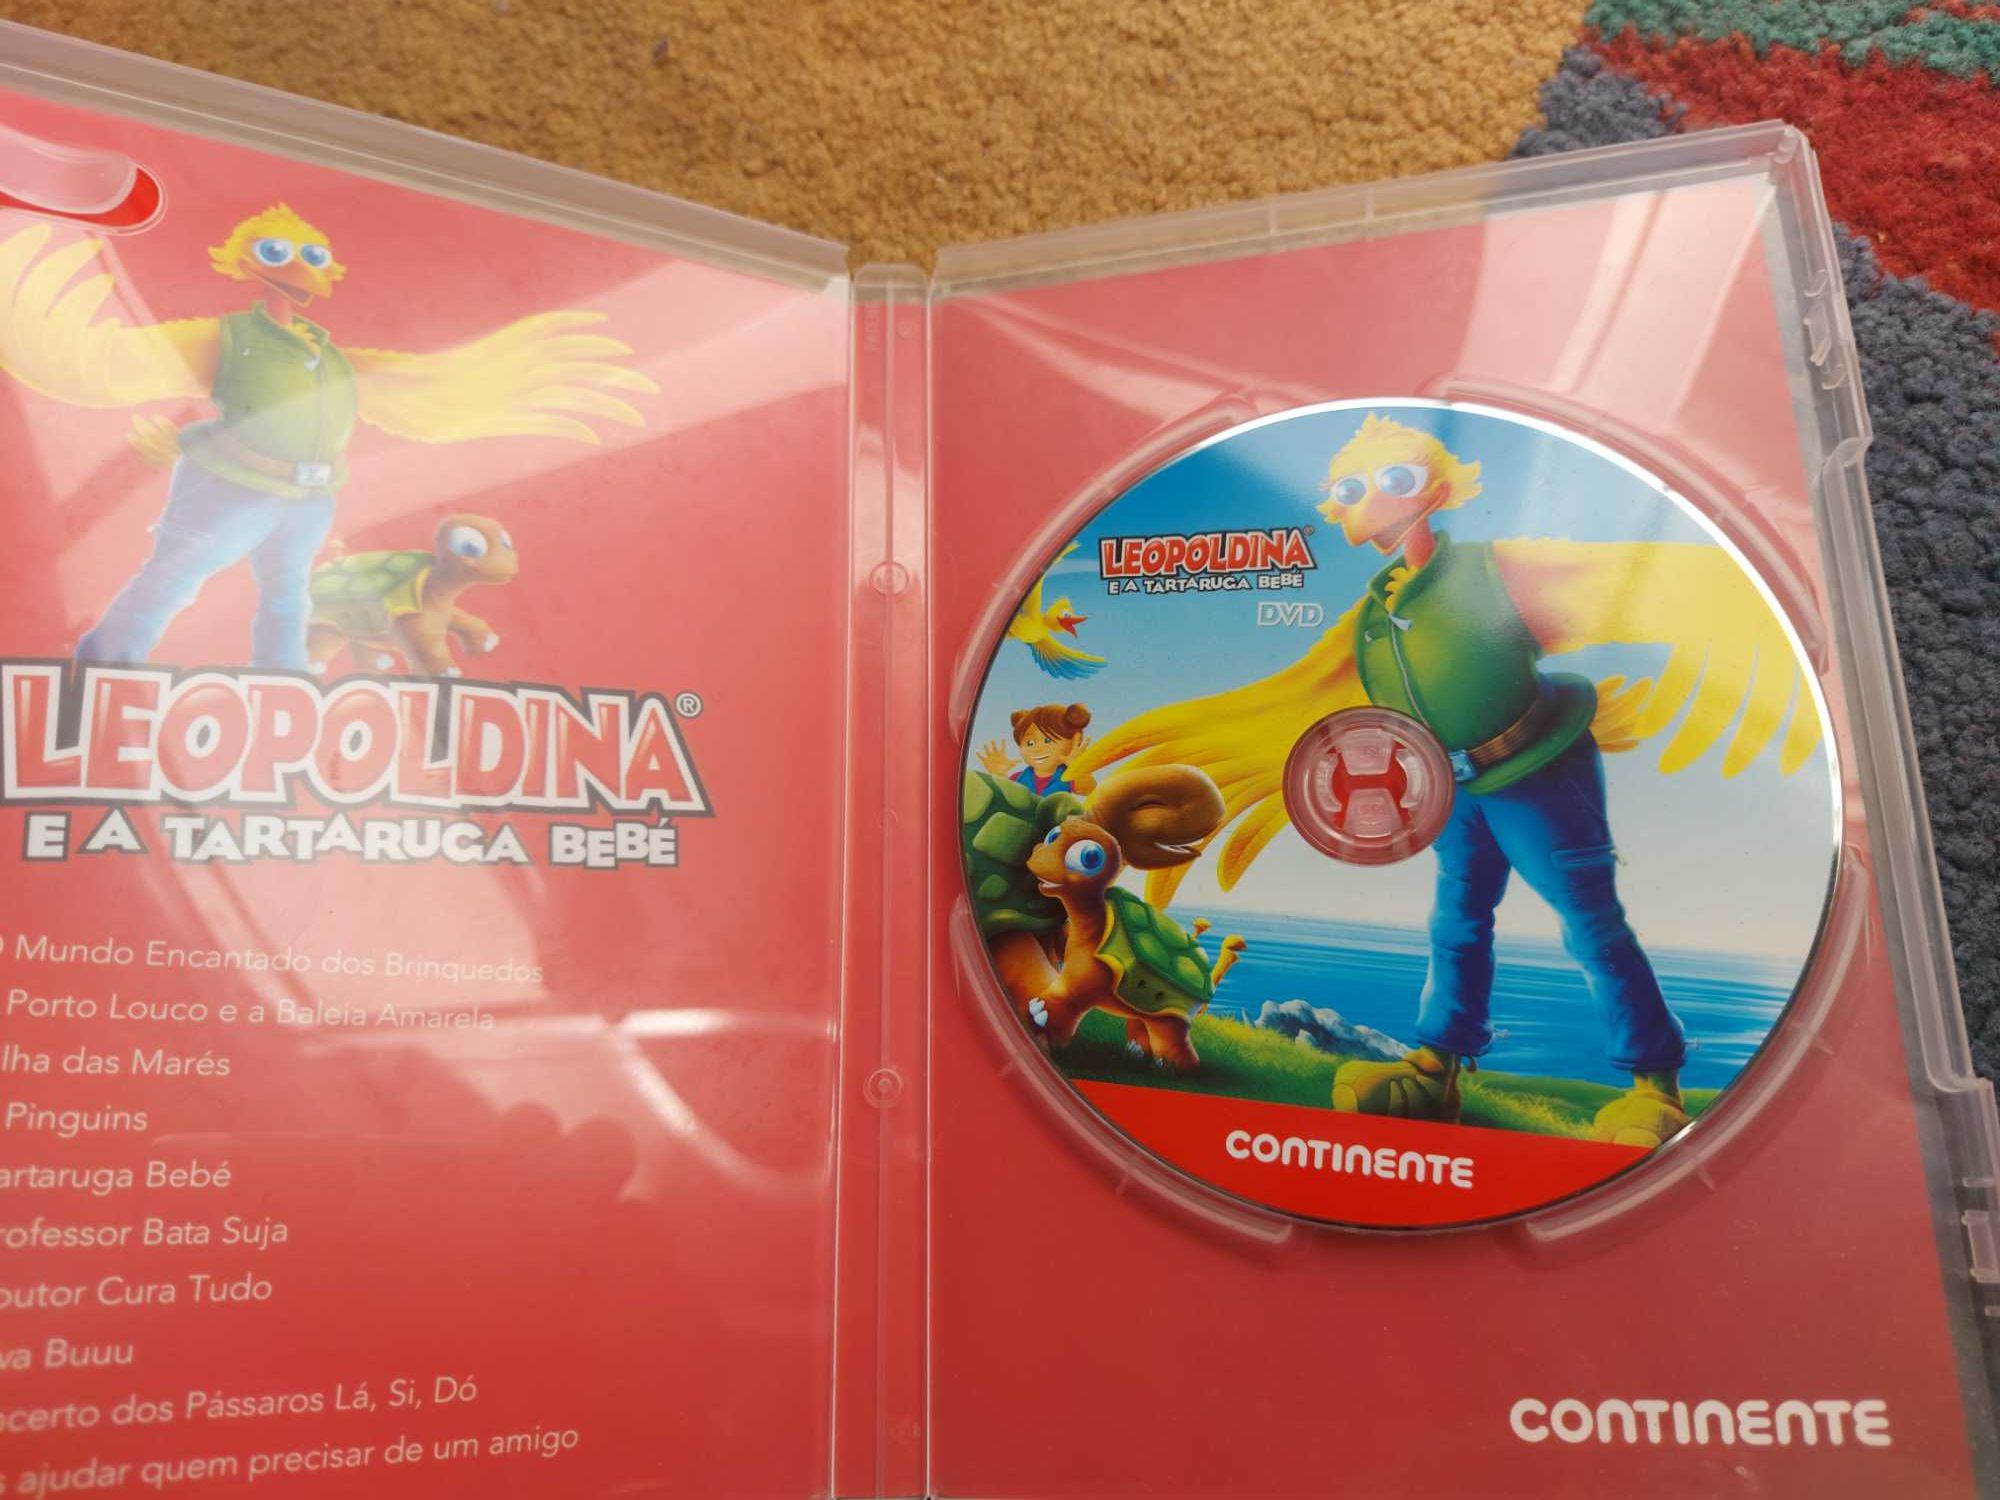 LEOPOLDINA®
E A TARTARUGA BEBÉ
O Mundo Encantado dos Brinquedos
Porto Louco e a Baleia Amarela
lha das Marés
Pinguins
artaruga Bebé
rofessor Bata Suja
outor Cura Tudo
va Buuu
ncerto dos Pássaros Lá, Si, Dó
s ajudar quem precisar de um amigo
LEOPOLDINA®
E A TARTARUGA BEBÉ
DVD
CONTINENTE
CONTINENTE